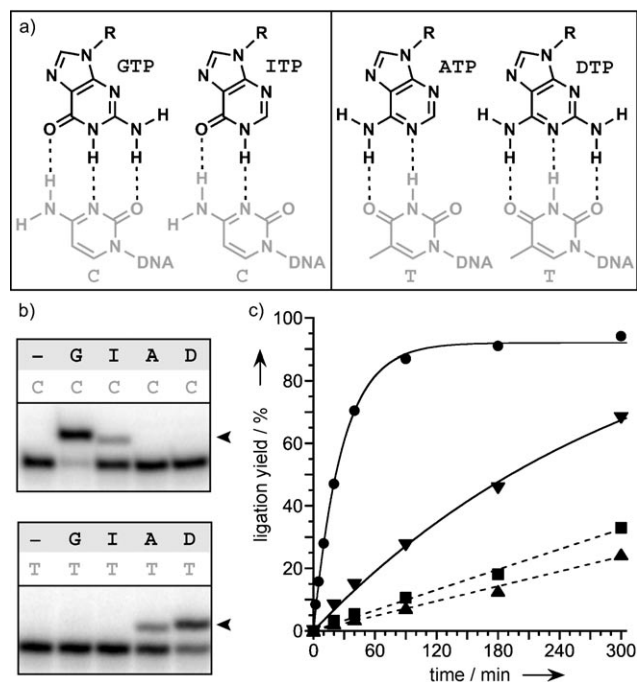 a)
R R R R
GTP ITP ATP DTP
N N N N N N N N
N N N N N N N N
O N N H O N H N N H N N H
H H H H H H H
H H H H
H N N O H N N O O N O O N O
H N DNA H N DNA N DNA N DNA
C C T T
b)
– G I A D
C C C C C
– G I A D
T T T T T
c)
100
80
60
40
20
0
ligation yield / %
0 60 120 180 240 300
time / min